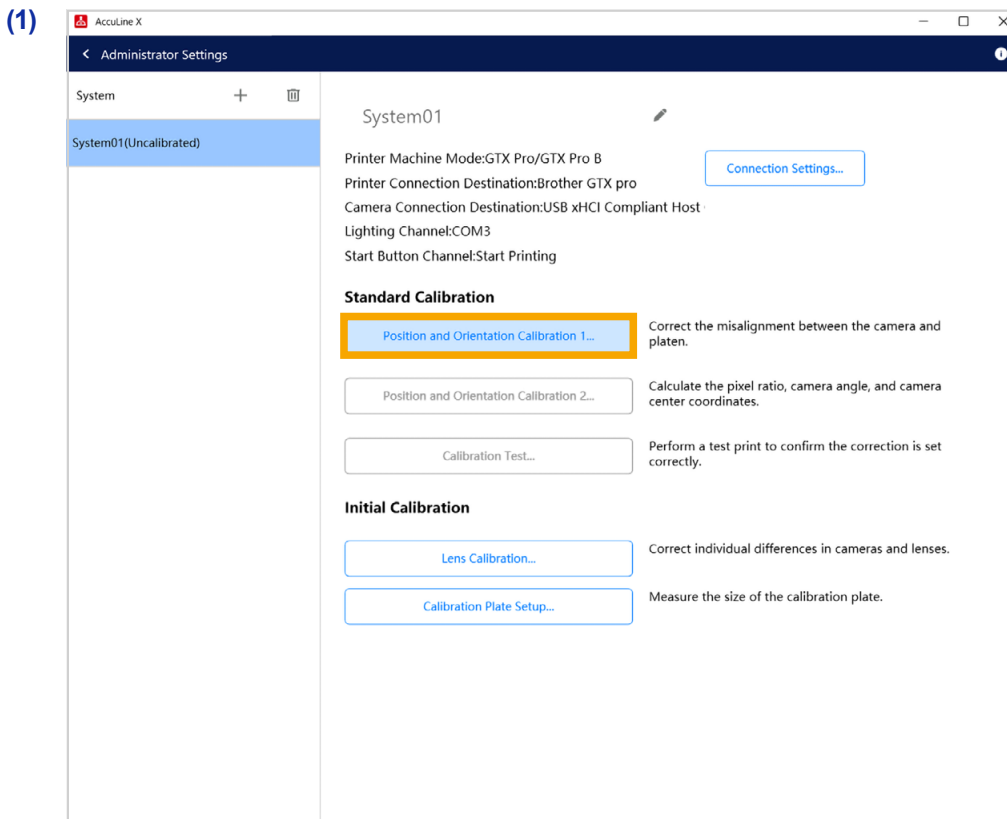 (1)
AccuLine X
Administrator Settings
System
System01(Uncalibrated)
System01
Printer Machine Mode:GTX Pro/GTX Pro B
Connection Settings...
Printer Connection Destination:Brother GTX pro
Camera Connection Destination:USB xHCI Compliant Host
Lighting Channel:COM3
Start Button Channel:Start Printing
Standard Calibration
Position and Orientation Calibration 1...
Correct the misalignment between the camera and
platen.
Position and Orientation Calibration 2...
Calculate the pixel ratio, camera angle, and camera
center coordinates.
Calibration Test...
Perform a test print to confirm the correction is set
correctly.
Initial Calibration
Lens Calibration...
Correct individual differences in cameras and lenses.
Calibration Plate Setup...
Measure the size of the calibration plate.